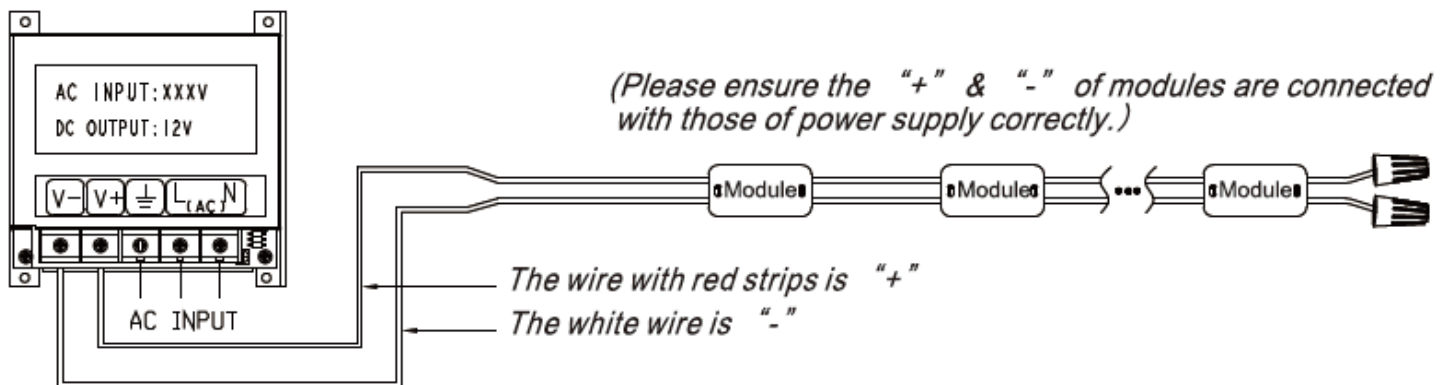 AC INPUT:XXXV
DC OUTPUT:12V
V- V+ L(AC)N
AC INPUT
(Please ensure the “+” & “-” of modules are connected
with those of power supply correctly.)
Module Module ... Module
The wire with red strips is “+”
The white wire is “-”